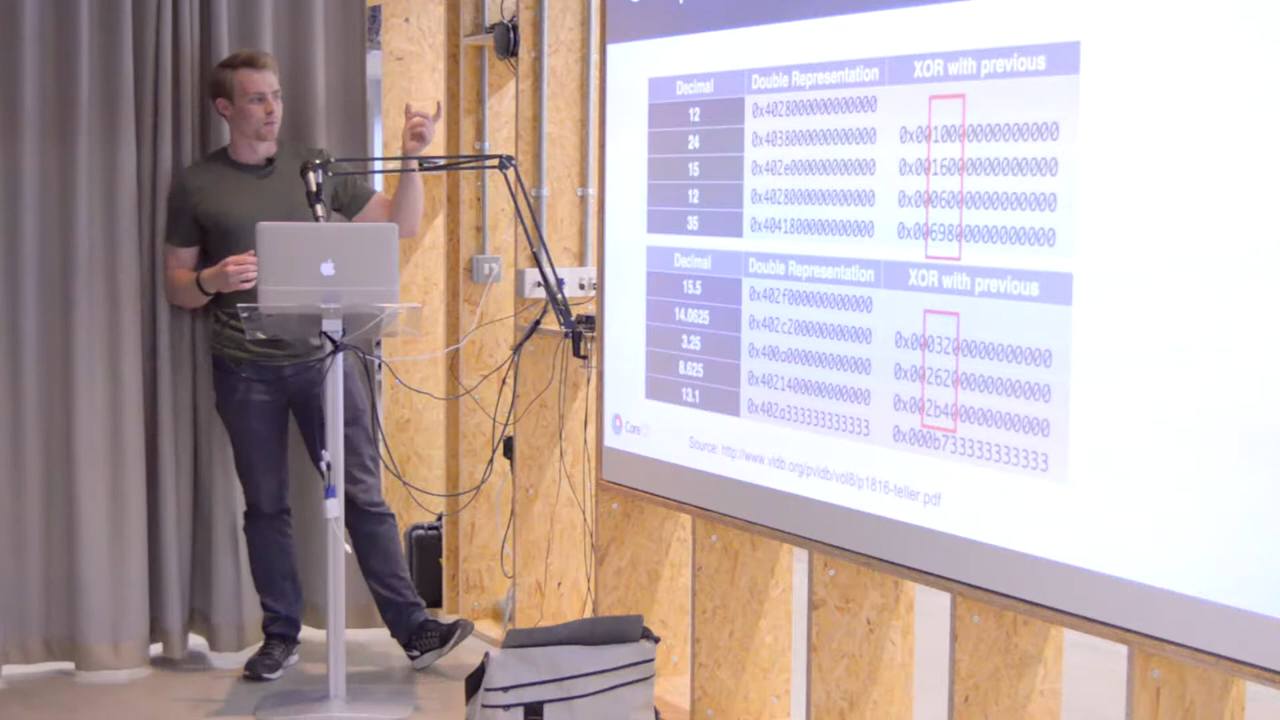 Decimal Double Representation XOR with previous
12 0x4028000000000000
24 0x4038000000000000 0x0010000000000000
15 0x402e000000000000 0x0016000000000000
12 0x4028000000000000 0x0006000000000000
35 0x4041800000000000 0x0069800000000000
Decimal Double Representation XOR with previous
15.5 0x402f000000000000
14.0625 0x402c200000000000 0x0003200000000000
3.25 0x400a000000000000 0x0026200000000000
8.625 0x4021400000000000 0x002b400000000000
13.1 0x402a333333333333 0x000b733333333333
Core
Source: http://www.vldb.org/pvldb/vol8/p1816-teller.pdf